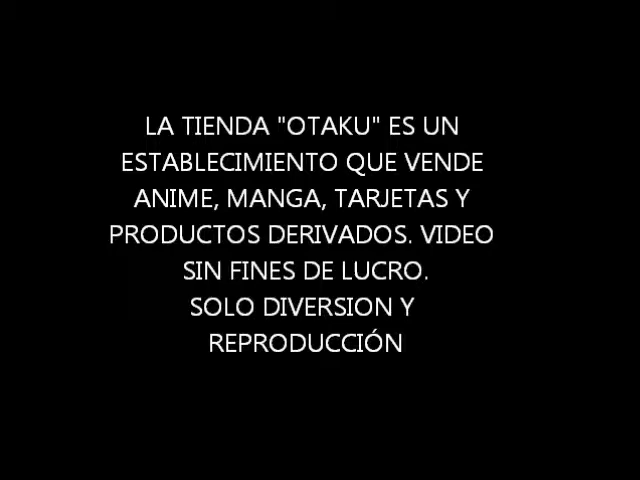 LA TIENDA "OTAKU" ES UN
ESTABLECIMIENTO QUE VENDE
ANIME, MANGA, TARJETAS Y
PRODUCTOS DERIVADOS. VIDEO
SIN FINES DE LUCRO.
SOLO DIVERSION Y
REPRODUCCIÓN